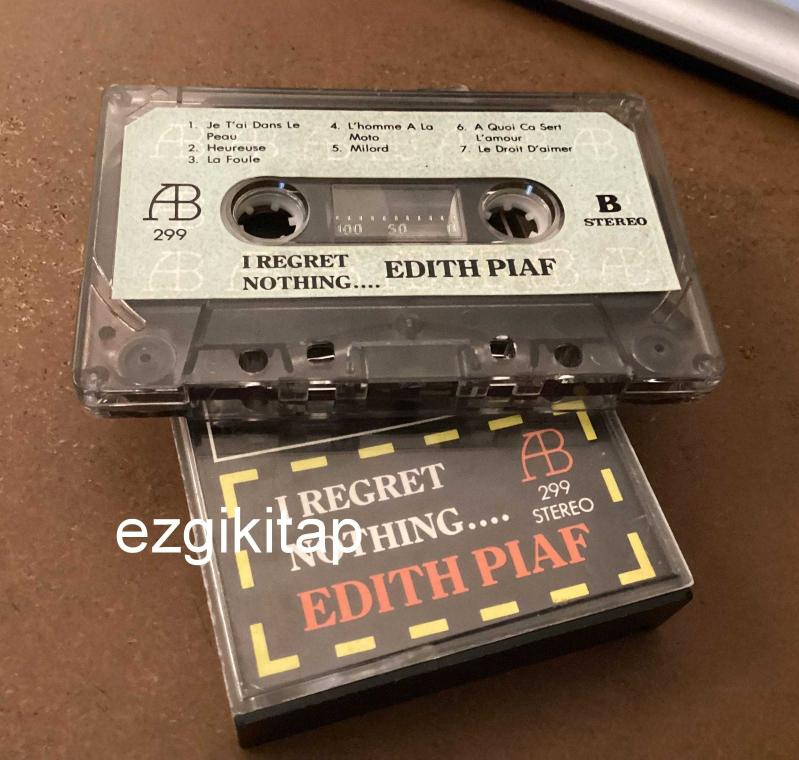 1. Je T'ai Dans Le
Peau
2. Heureuse
3. La Foule
4. L'homme A La
Moto
5. Milord
6. A Quoi Ca Sert
L'amour
7. Le Droit D'aimer
AB
299
100 50 0
B
STEREO
I REGRET
NOTHING....
EDITH PIAF
AB
299
STEREO
I REGRET
NOTHING....
EDITH PIAF
ezgikitap